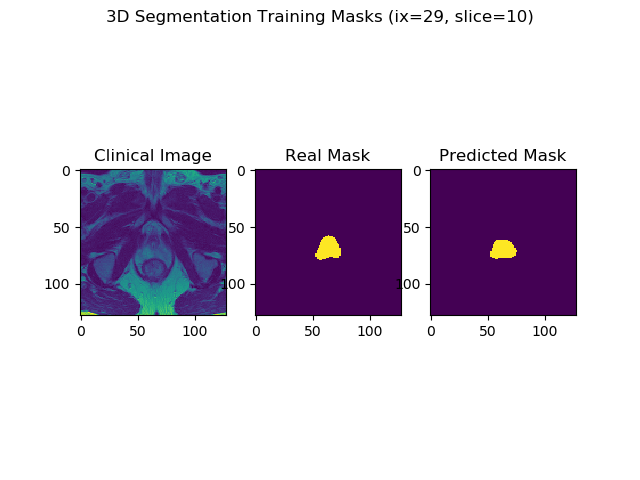 3D Segmentation Training Masks (ix=29, slice=10)
Clinical Image Real Mask Predicted Mask
0 0 0
50 50 50
100 100 100
0 50 100 0 50 100 0 50 100